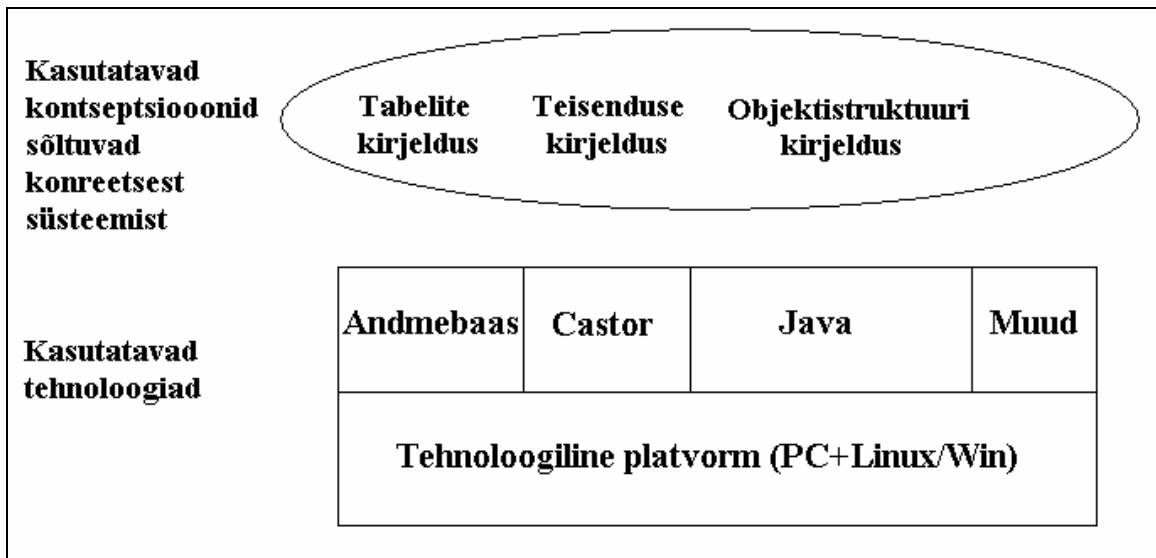 Kasutatavad
kontseptsiooonid
sõltuvad
konreetsest
süsteemist
Tabelite
kirjeldus
Teisenduse
kirjeldus
Objektistruktuuri
kirjeldus
Kasutatavad
tehnoloogiad
Andmebaas
Castor
Java
Muud
Tehnoloogiline platvorm (PC+Linux/Win)